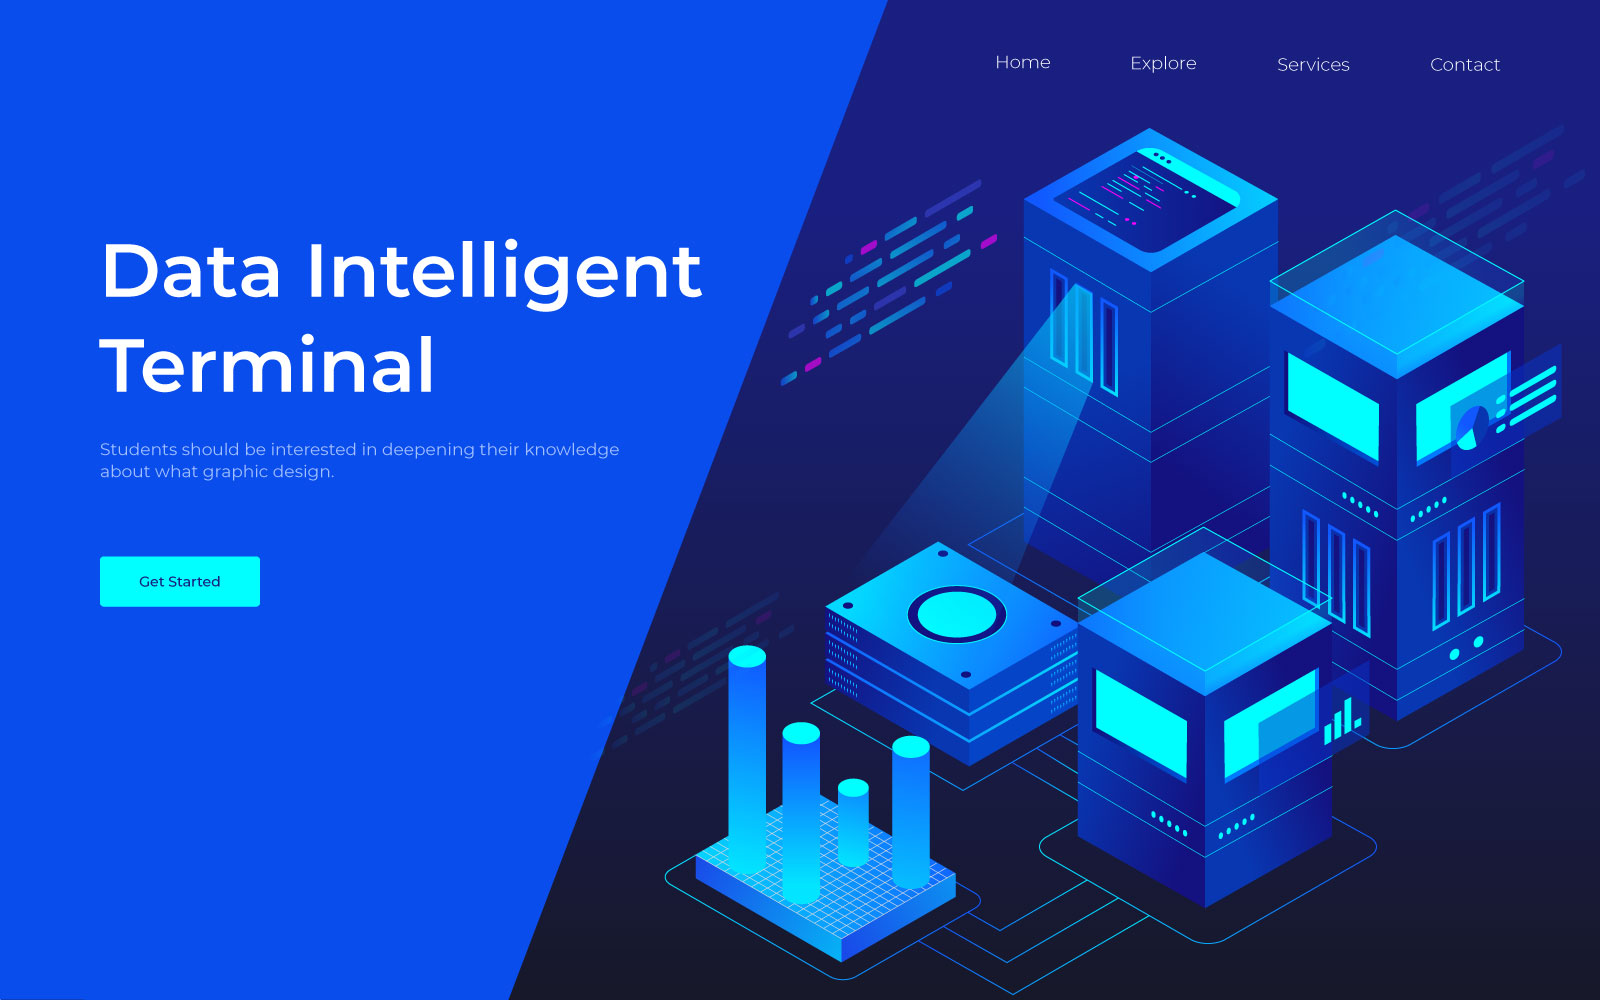 Home Explore Services Contact
Data Intelligent
Terminal
Students should be interested in deepening their knowledge
about what graphic design.
Get Started